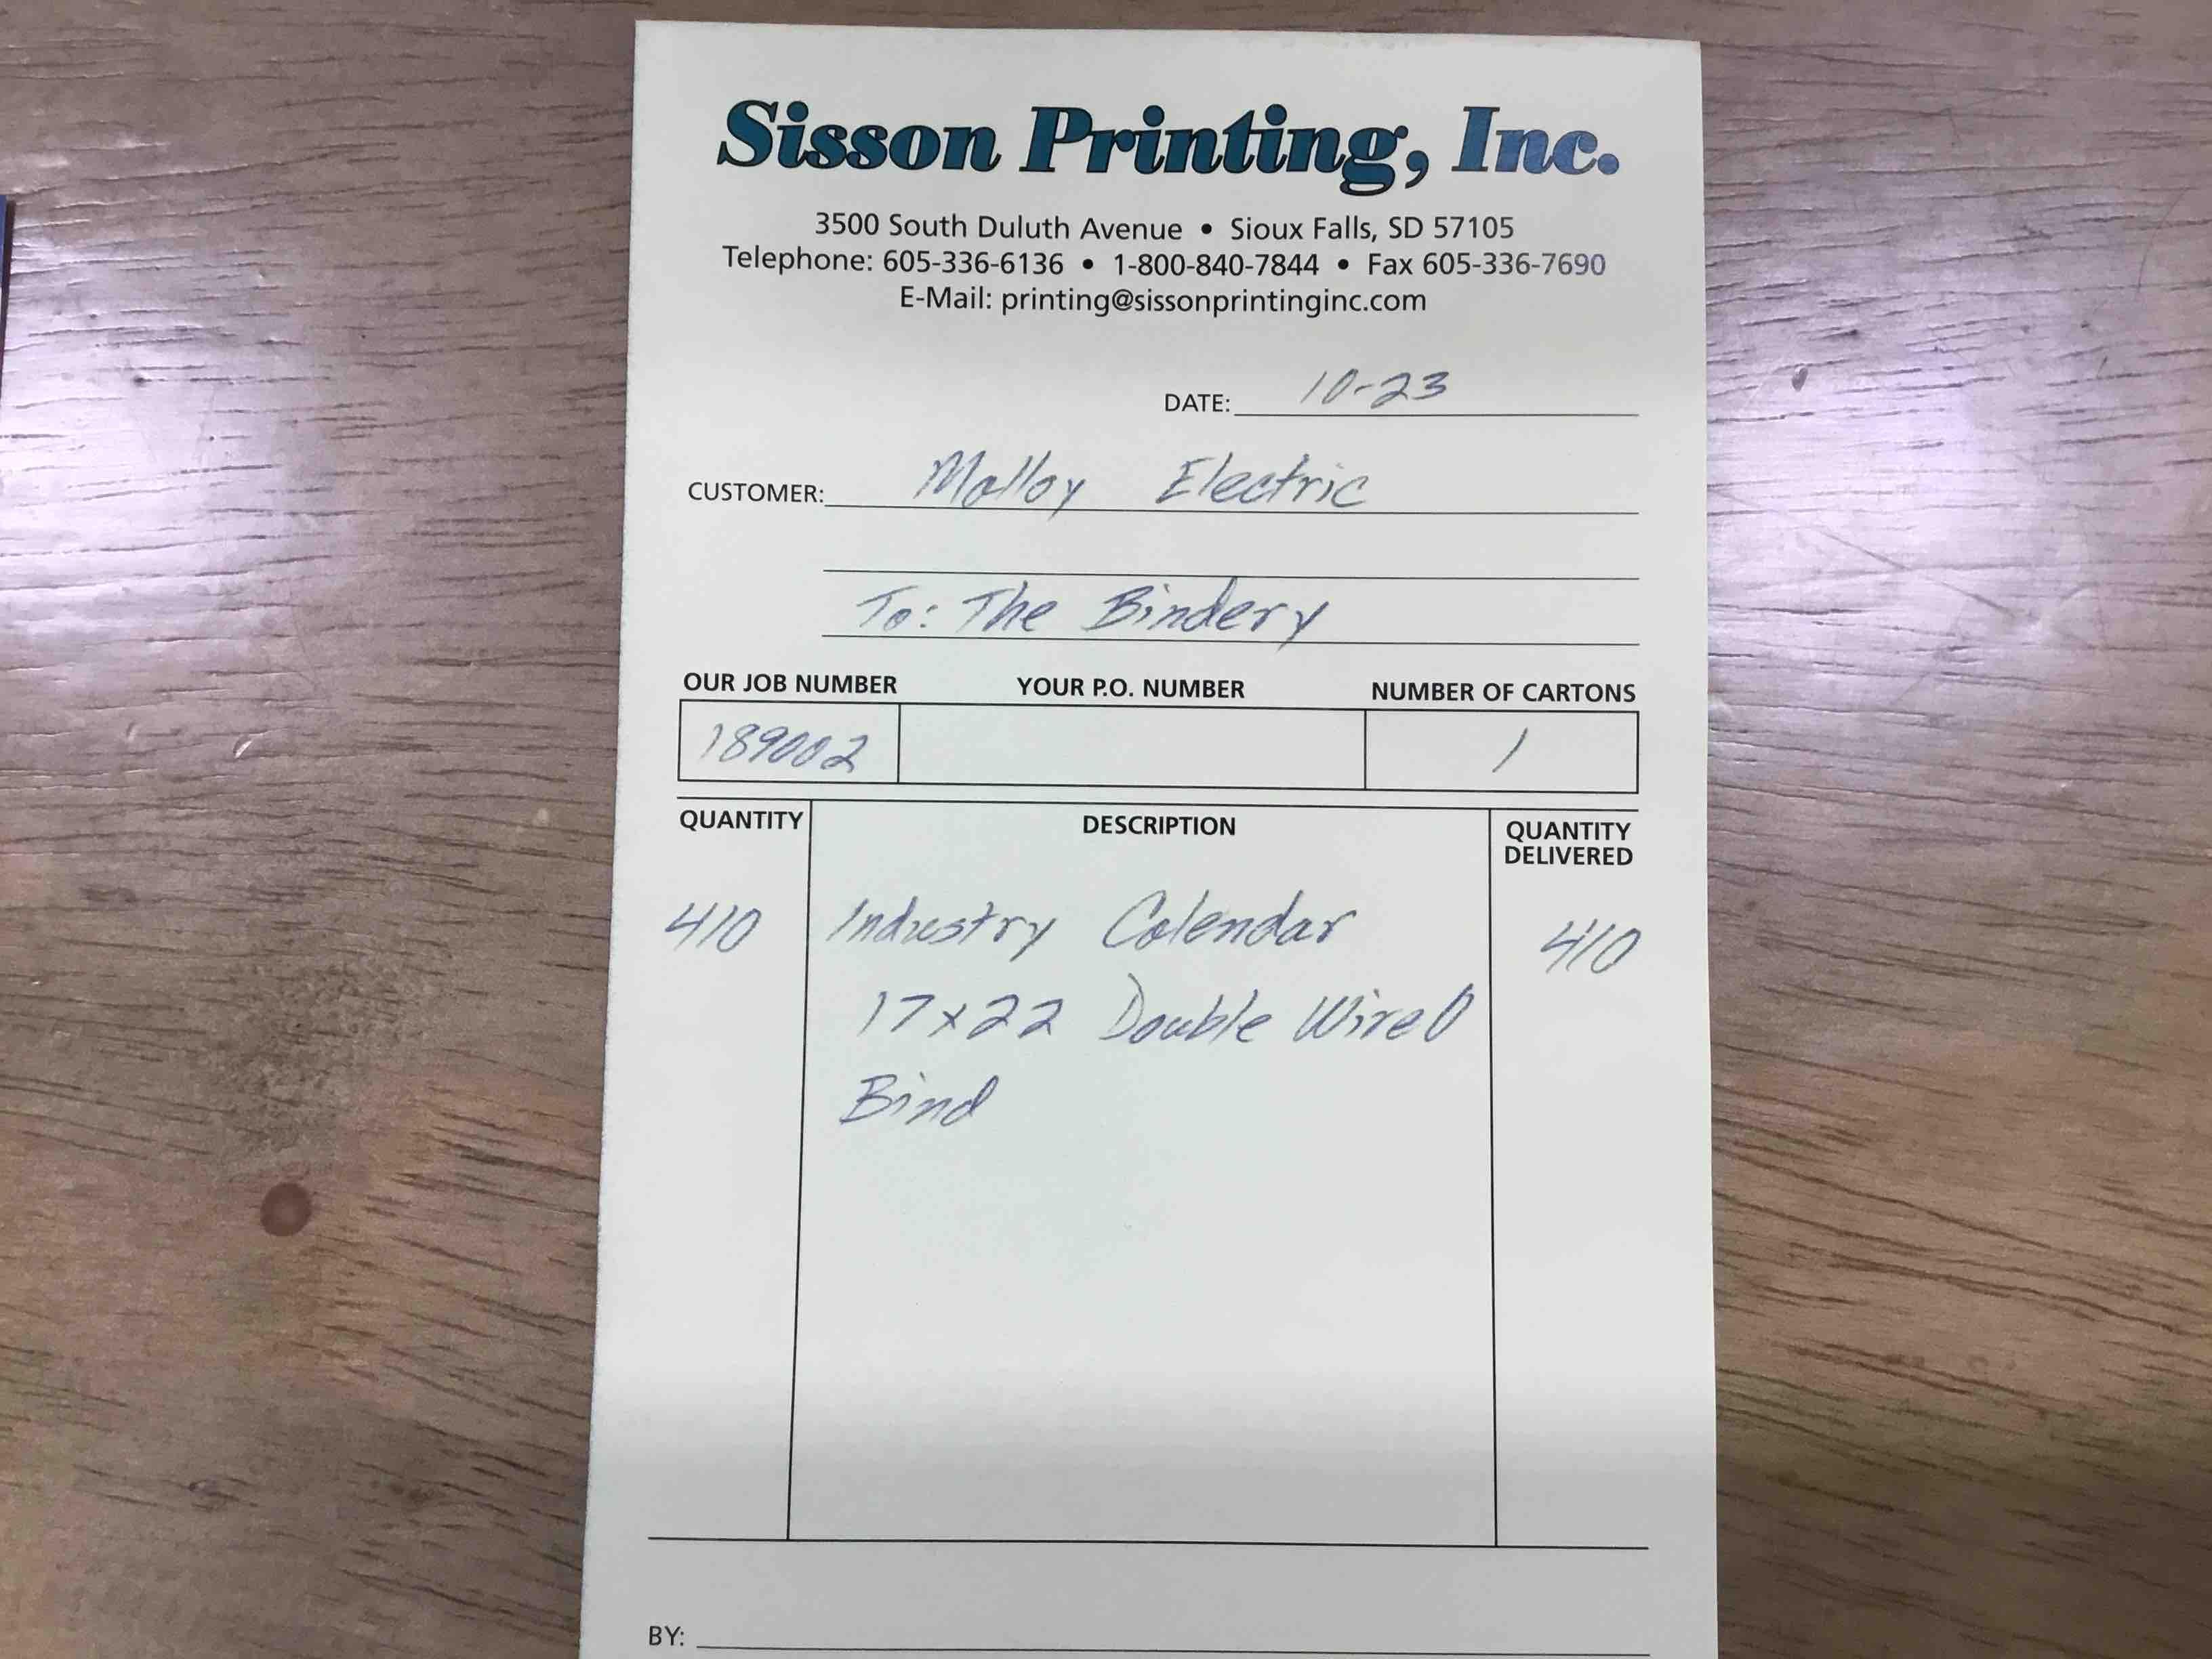 Sisson Printing, Inc.
3500 South Duluth Avenue • Sioux Falls, SD 57105
Telephone: 605-336-6136 • 1-800-840-7844 • Fax 605-336-7690
E-Mail: printing@sissonprintinginc.com
DATE: 10-23
CUSTOMER: Malloy Electric
To: The Bindery
OUR JOB NUMBER YOUR P.O. NUMBER NUMBER OF CARTONS
189002 1
QUANTITY DESCRIPTION QUANTITY DELIVERED
410 Industry Calendar 410
17x22 Double Wire O
Bind
BY: